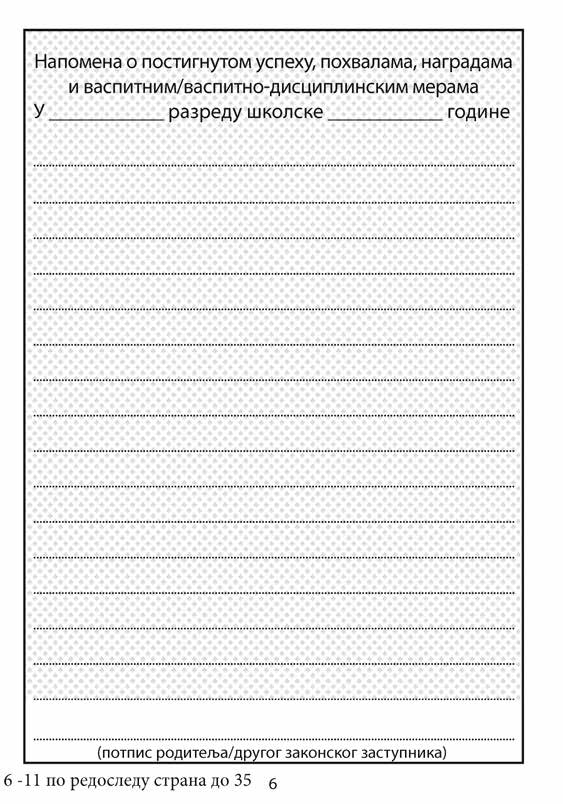 Напомена о постигнутом успеху, похвалама, наградама
и васпитним/васпитно-дисциплинским мерама
У ____________ разреду школске ____________ године
(потпис родитеља/другог законског заступника)
6 -11 по редоследу страна до 35 6